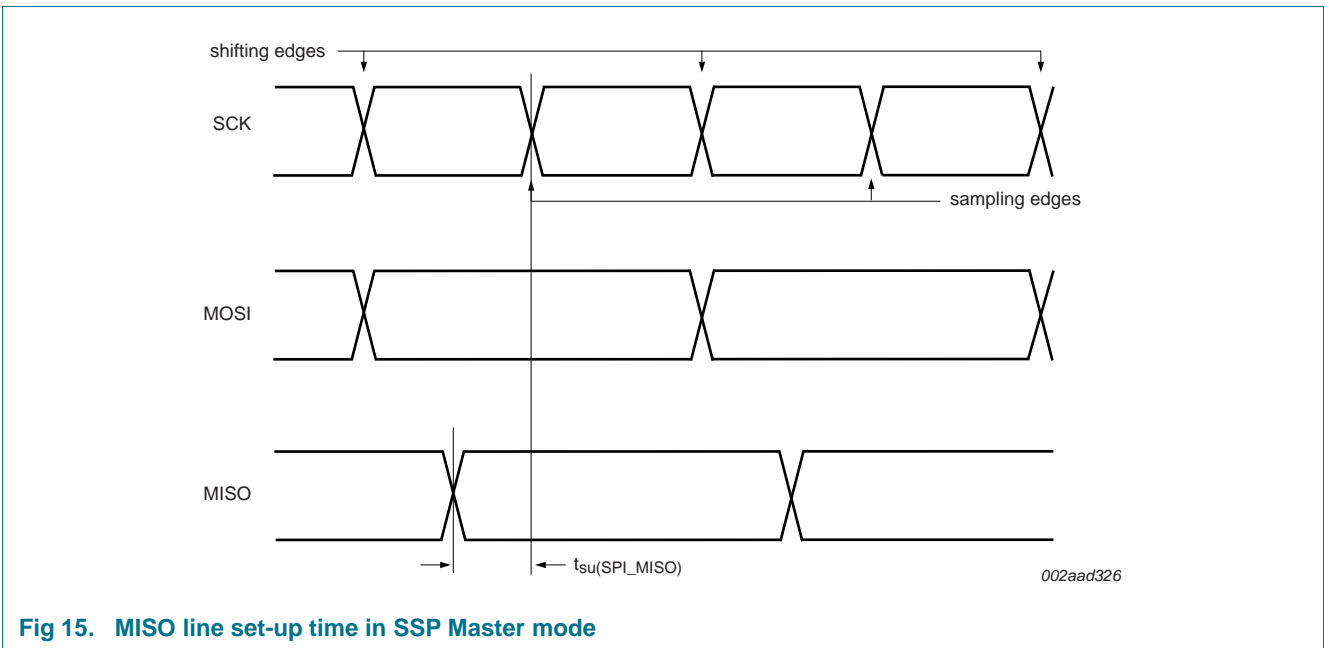 shifting edges
SCK
sampling edges
MOSI
MISO
tsu(SPI_MISO)
002aad326
Fig 15. MISO line set-up time in SSP Master mode